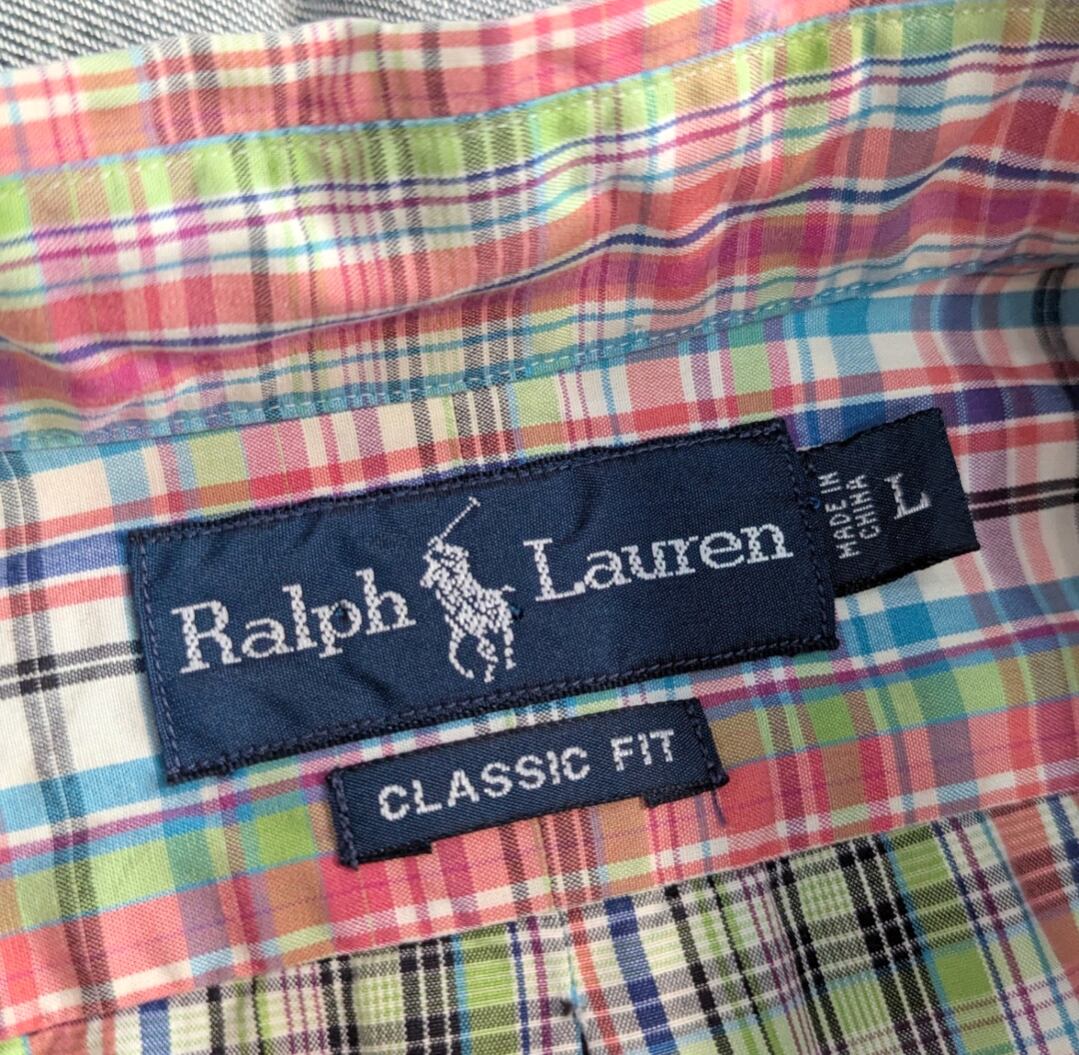 Ralph Lauren
MADE IN
CHINA
L
CLASSIC FIT